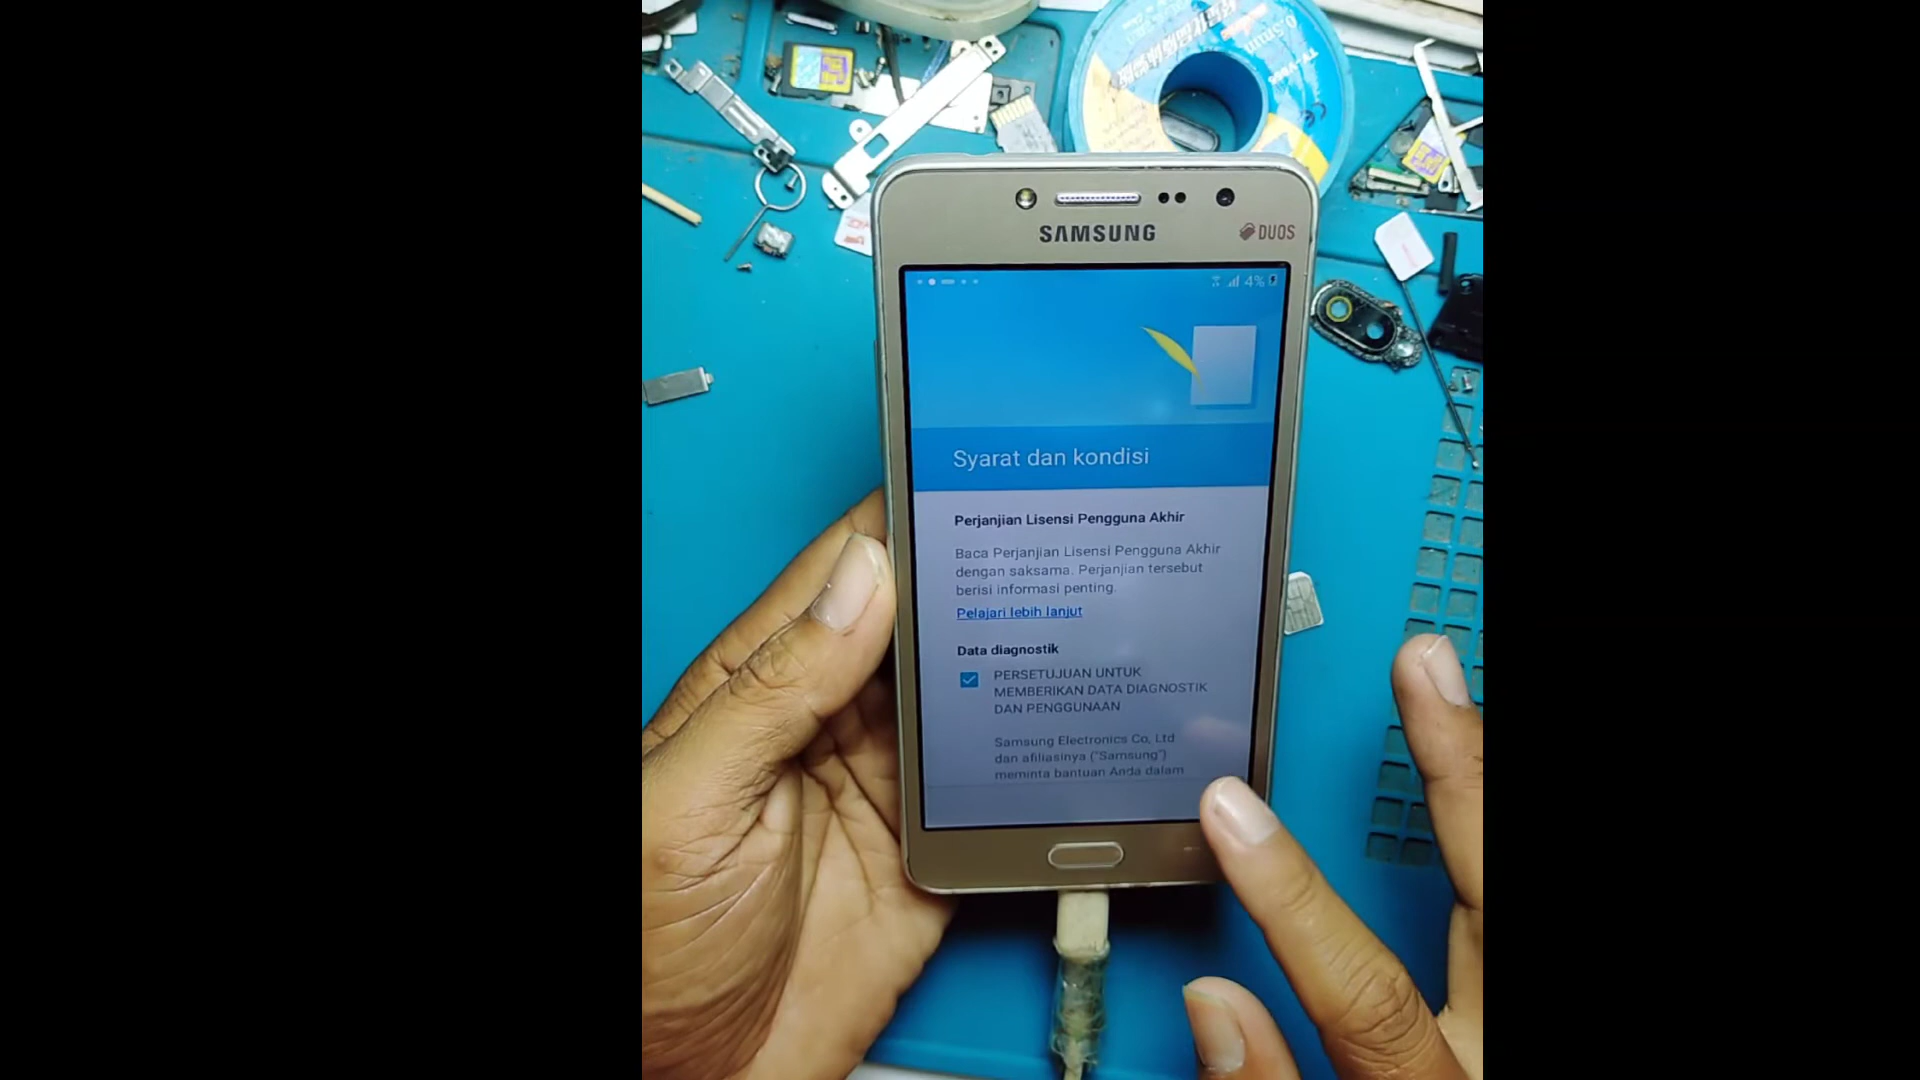 0.5mm
SAMSUNG
DUOS
4%
Syarat dan kondisi
Perjanjian Lisensi Pengguna Akhir
Baca Perjanjian Lisensi Pengguna Akhir
dengan saksama. Perjanjian tersebut
berisi informasi penting.
Pelajari lebih lanjut
Data diagnostik
PERSETUJUAN UNTUK
MEMBERIKAN DATA DIAGNOSTIK
DAN PENGGUNAAN
Samsung Electronics Co, Ltd
dan afiliasinya ("Samsung")
meminta bantuan Anda dalam